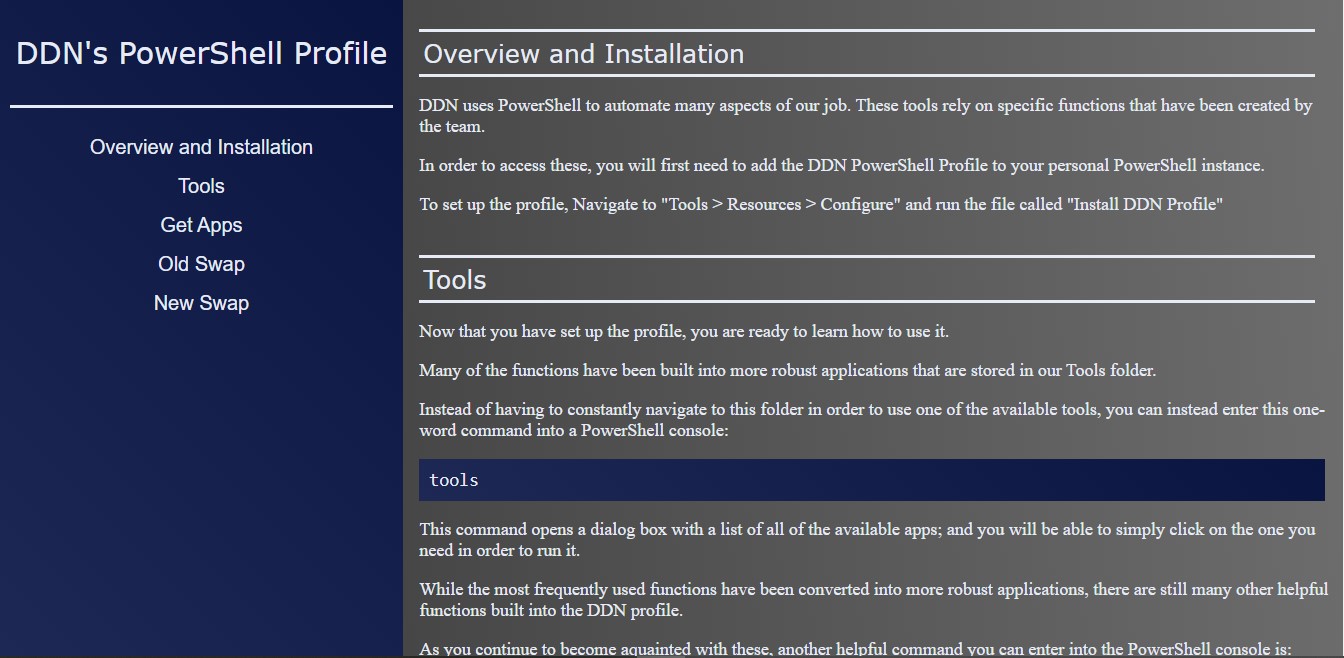 DDN's PowerShell Profile
Overview and Installation
Tools
Get Apps
Old Swap
New Swap
Overview and Installation
DDN uses PowerShell to automate many aspects of our job. These tools rely on specific functions that have been created by
the team.
In order to access these, you will first need to add the DDN PowerShell Profile to your personal PowerShell instance.
To set up the profile, Navigate to "Tools > Resources > Configure" and run the file called "Install DDN Profile"
Tools
Now that you have set up the profile, you are ready to learn how to use it.
Many of the functions have been built into more robust applications that are stored in our Tools folder.
Instead of having to constantly navigate to this folder in order to use one of the available tools, you can instead enter this one-
word command into a PowerShell console:
tools
This command opens a dialog box with a list of all of the available apps; and you will be able to simply click on the one you
need in order to run it.
While the most frequently used functions have been converted into more robust applications, there are still many other helpful
functions built into the DDN profile.
As you continue to become aquainted with these, another helpful command you can enter into the PowerShell console is: